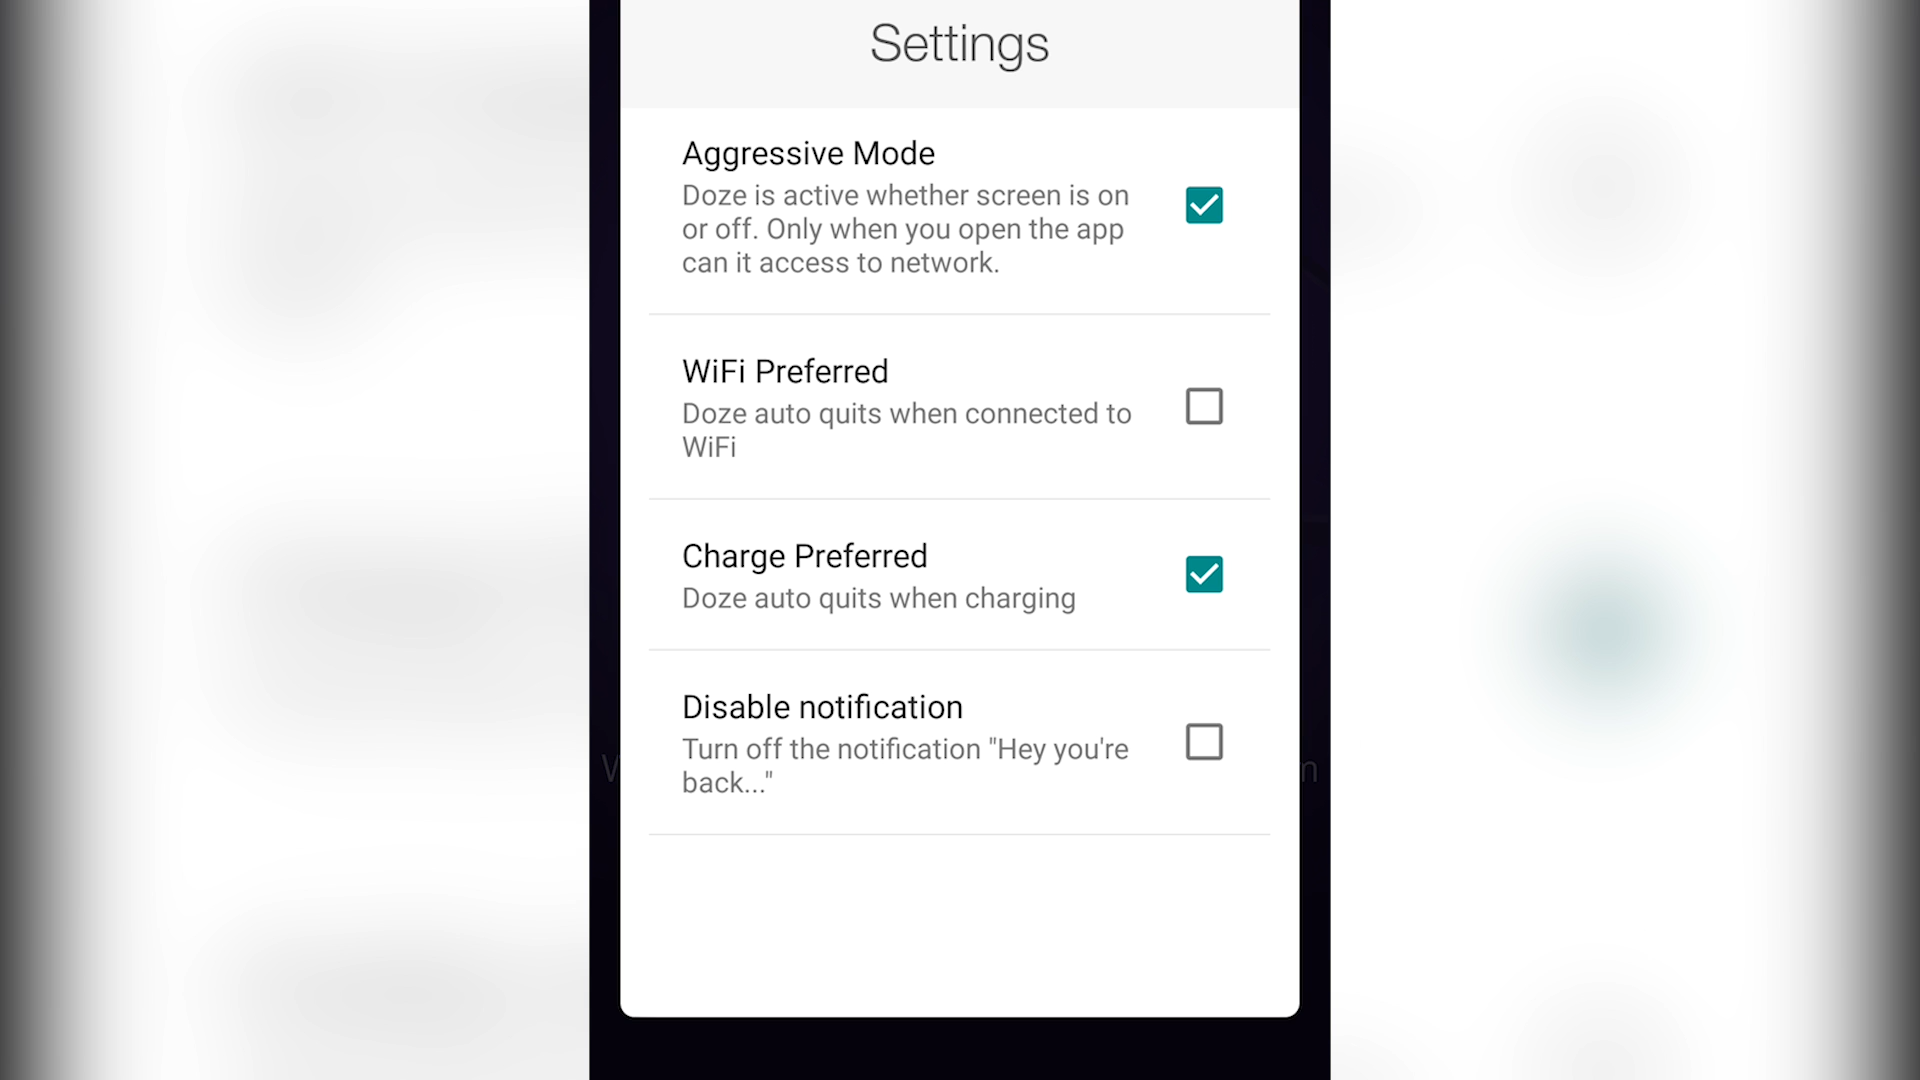 Settings
Aggressive Mode
Doze is active whether screen is on
or off. Only when you open the app
can it access to network.
WiFi Preferred
Doze auto quits when connected to
WiFi
Charge Preferred
Doze auto quits when charging
Disable notification
Turn off the notification "Hey you're
back..."